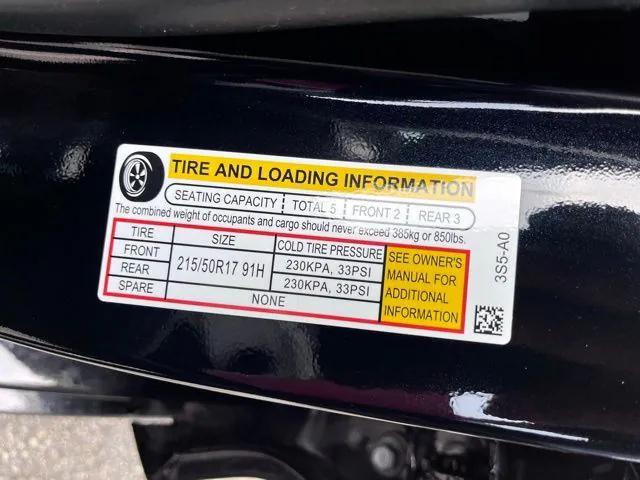 TIRE AND LOADING INFORMATION
SEATING CAPACITY TOTAL 5 FRONT 2 REAR 3
The combined weight of occupants and cargo should never exceed 385kg or 850lbs.
TIRE SIZE COLD TIRE PRESSURE
FRONT 215/50R17 91H 230KPA, 33PSI
REAR 230KPA, 33PSI
SPARE NONE
SEE OWNER'S
MANUAL FOR
ADDITIONAL
INFORMATION
3S5-A0